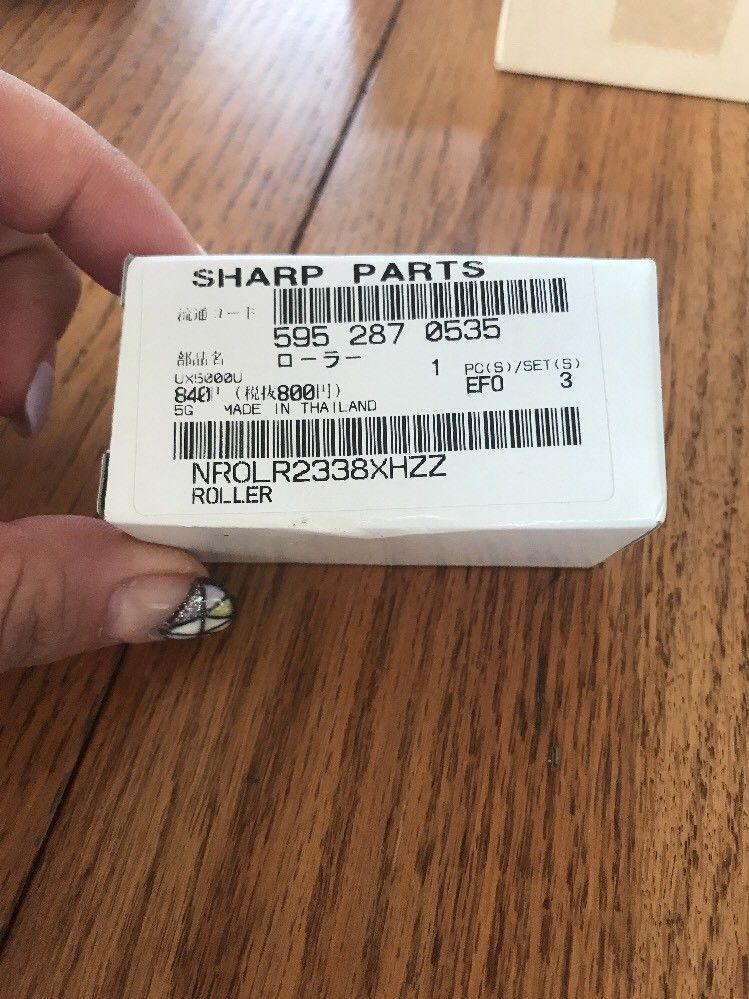 SHARP PARTS
流通コード
595 287 0535
部品名 ローラー 1 PC(S)/SET(S)
UX5000U
840円 (税抜800円) EF0 3
5G MADE IN THAILAND
NROLR2338XHZZ
ROLLER